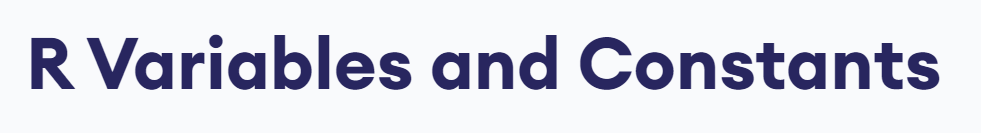 R Variables and Constants